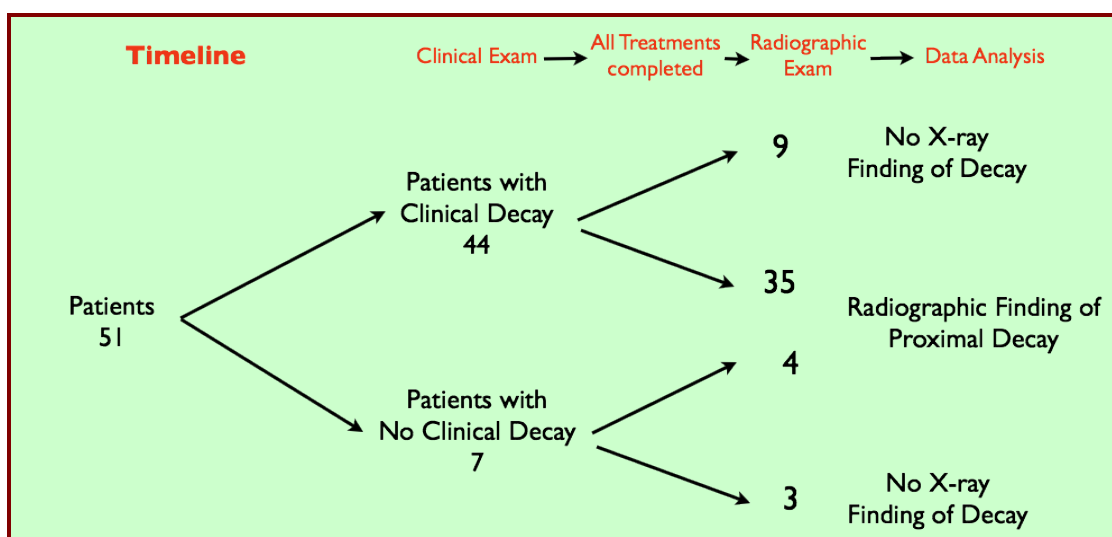 Timeline
Clinical Exam
All Treatments
completed
Radiographic
Exam
Data Analysis
Patients
51
Patients with
Clinical Decay
44
9
No X-ray
Finding of Decay
35
Radiographic Finding of
Proximal Decay
4
Patients with
No Clinical Decay
7
3
No X-ray
Finding of Decay